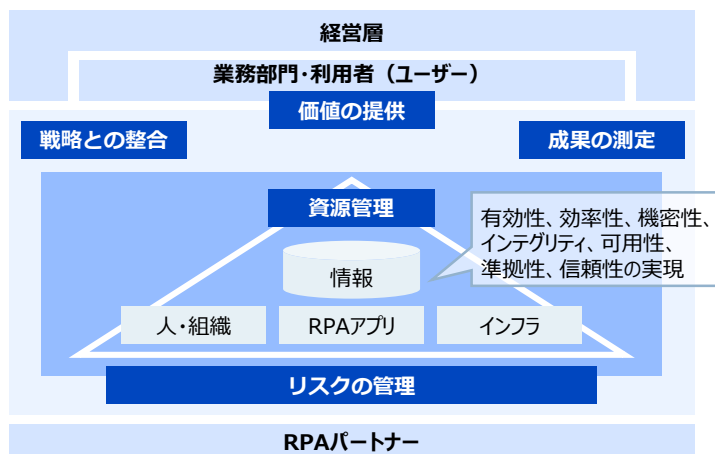 経営層
業務部門・利用者（ユーザー）
価値の提供
戦略との整合
成果の測定
資源管理
有効性、効率性、機密性、
インテグリティ、可用性、
準拠性、信頼性の実現
情報
人・組織
RPAアプリ
インフラ
リスクの管理
RPAパートナー